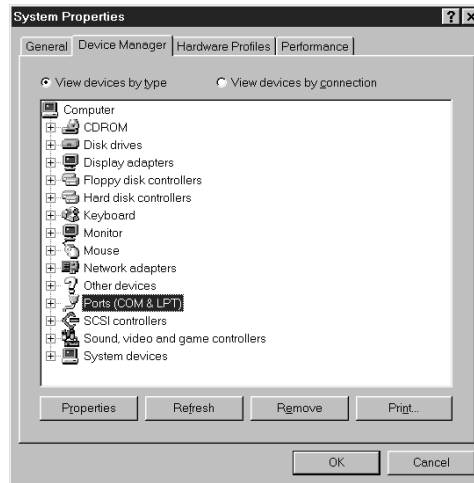 System Properties
General Device Manager Hardware Profiles Performance
View devices by type View devices by connection
Computer
CDROM
Disk drives
Display adapters
Floppy disk controllers
Hard disk controllers
Keyboard
Monitor
Mouse
Network adapters
Other devices
Ports (COM & LPT)
SCSI controllers
Sound, video and game controllers
System devices
Properties Refresh Remove Print...
OK Cancel